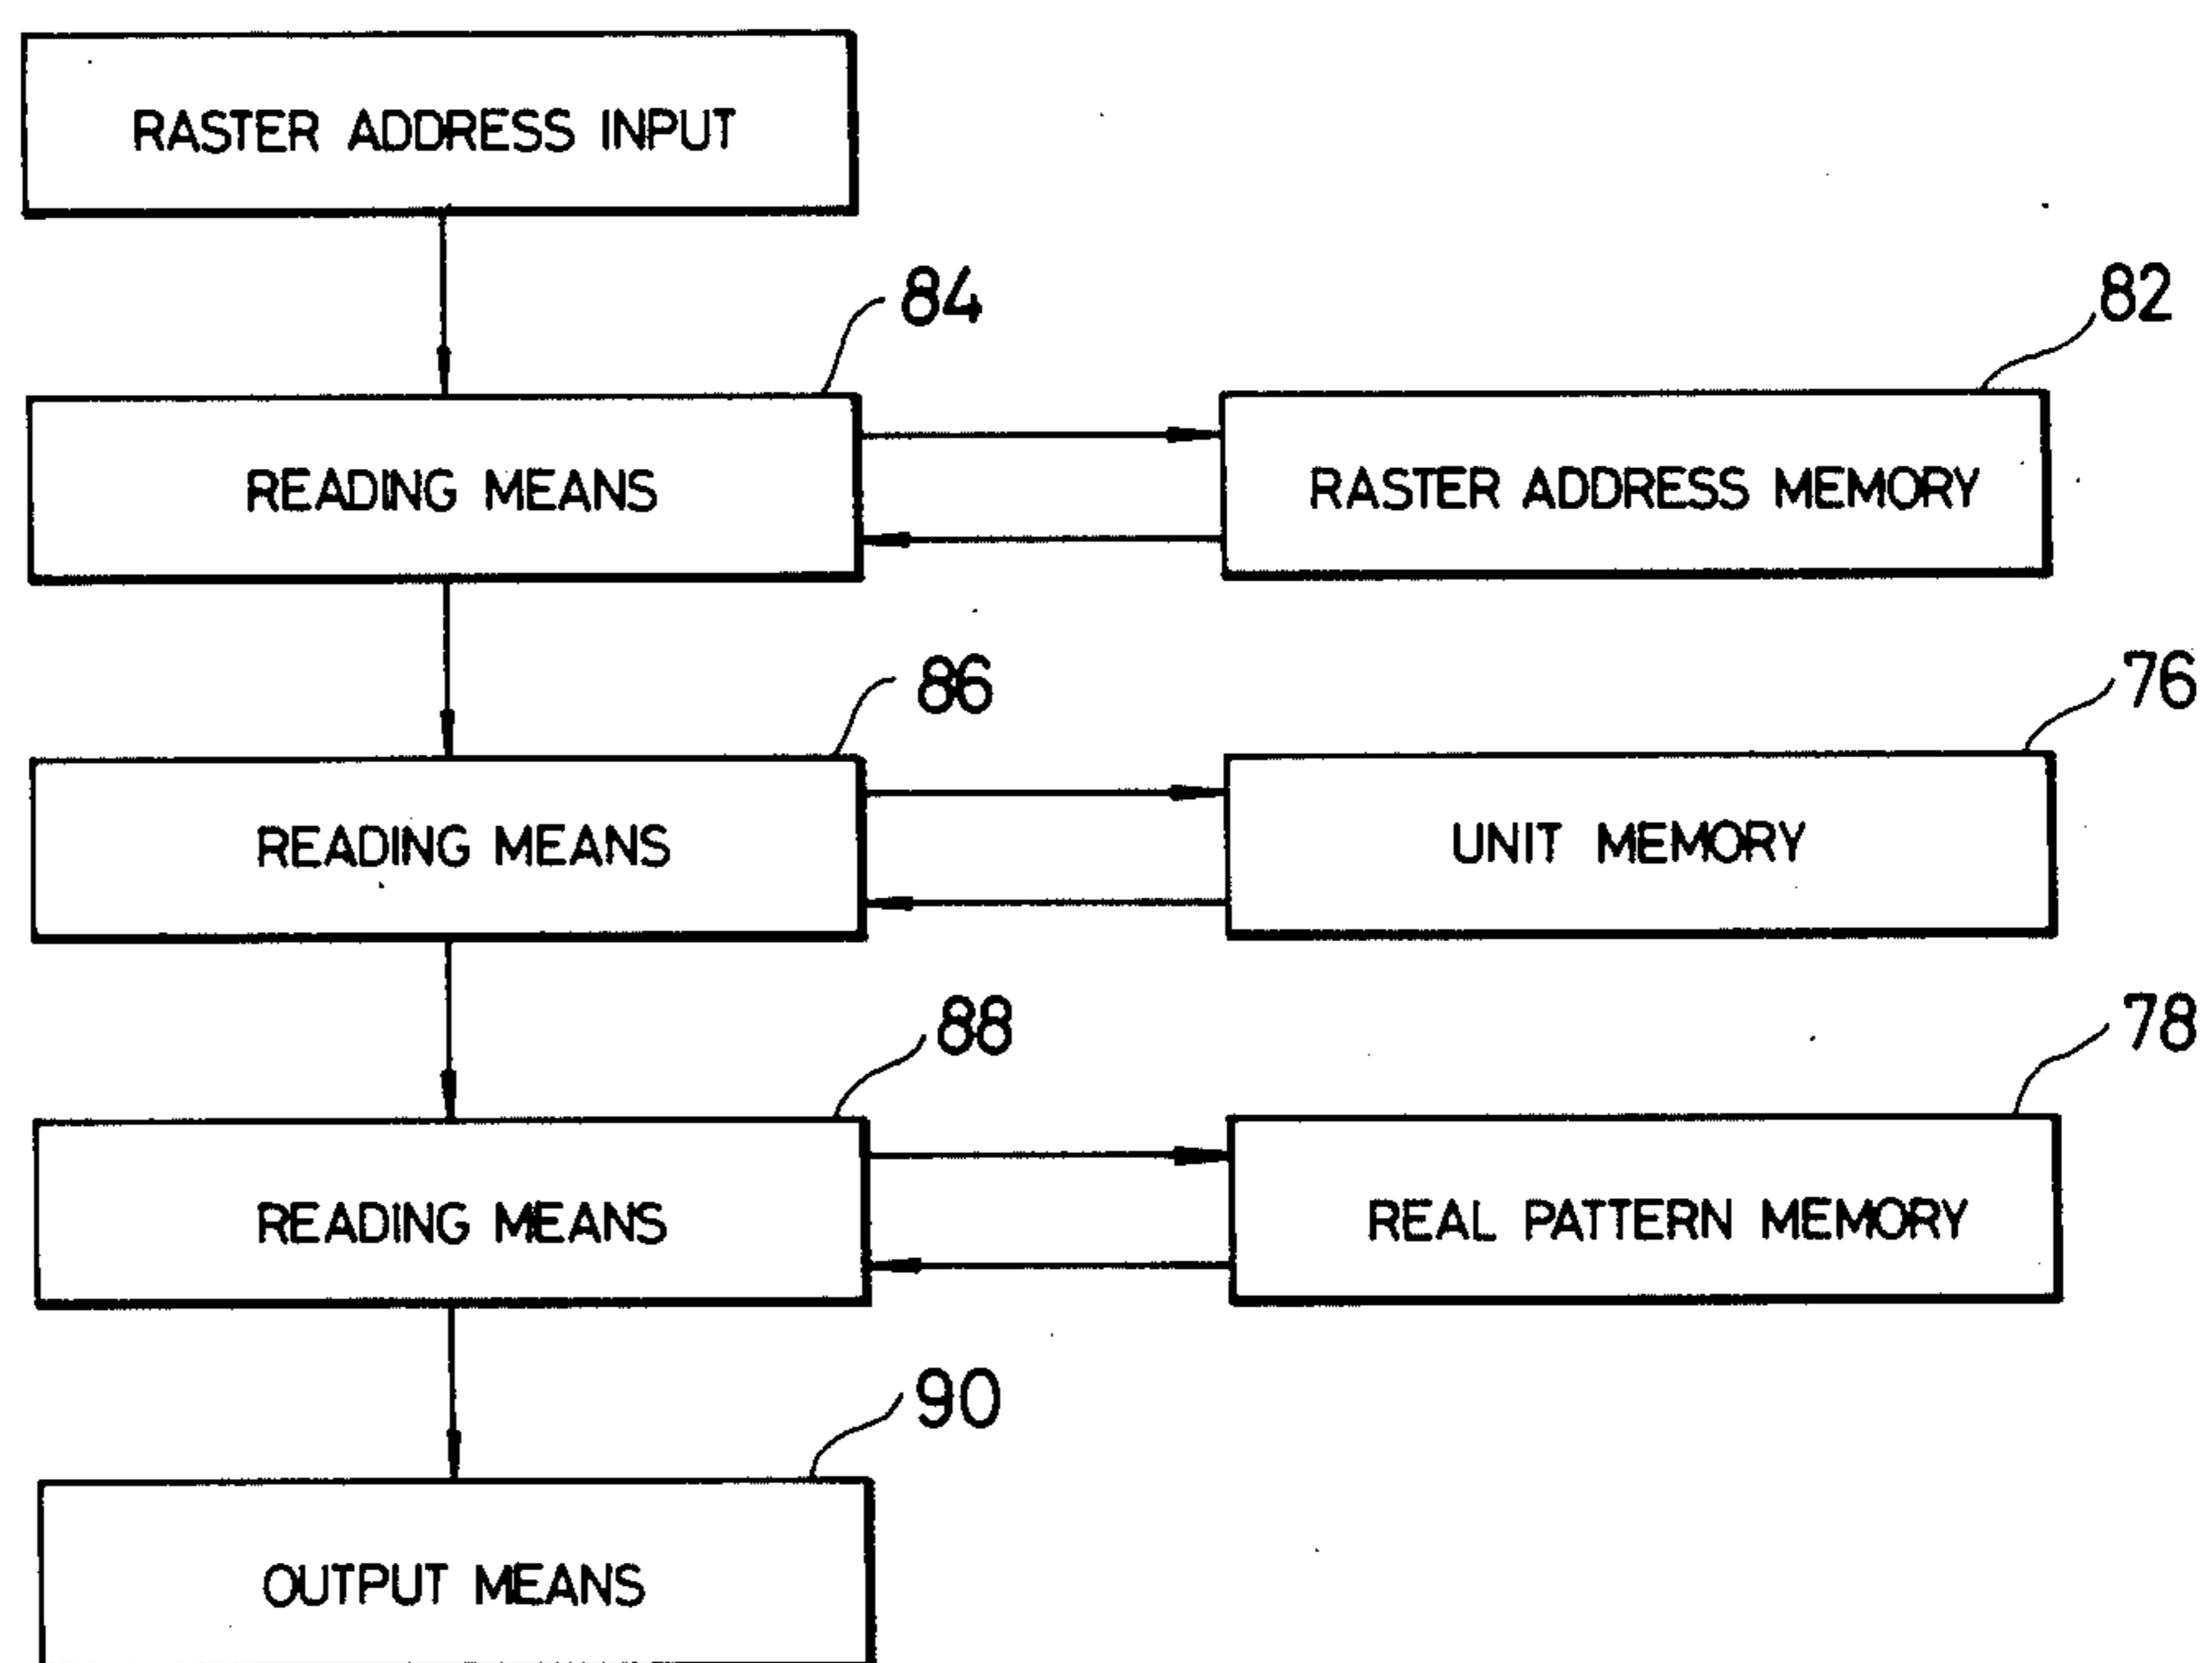 RASTER ADDRESS INPUT
84
82
READING MEANS
RASTER ADDRESS MEMORY
86
76
READING MEANS
UNIT MEMORY
88
78
READING MEANS
REAL PATTERN MEMORY
90
OUTPUT MEANS